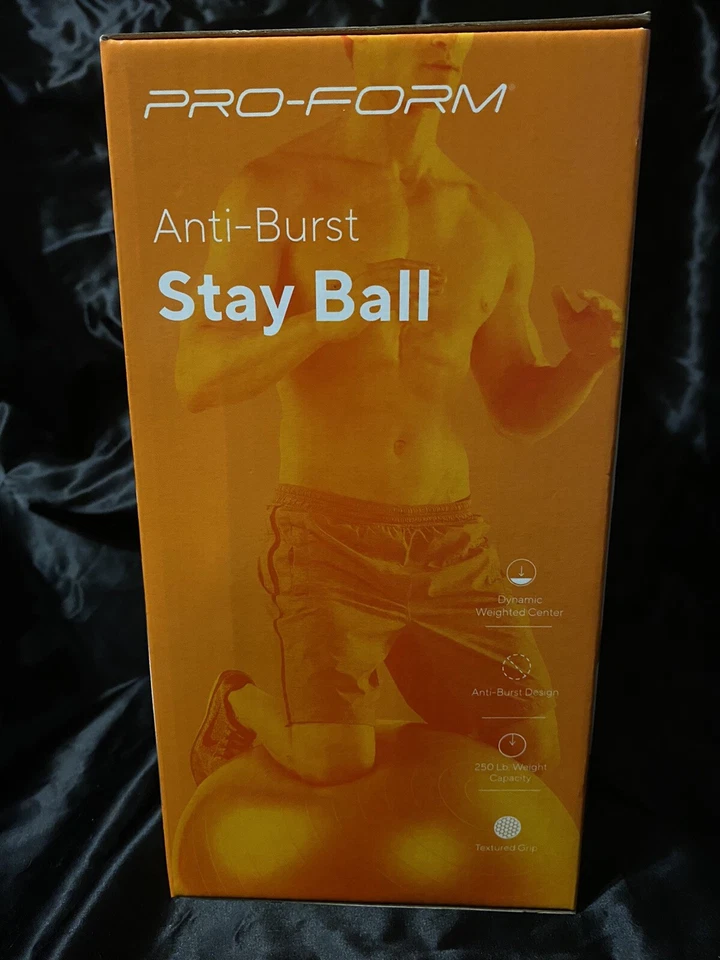 PRO-FORM
Anti-Burst
Stay Ball
Dynamic
Weighted Center
Anti-Burst Design
250 Lb. Weight
Capacity
Textured Grip